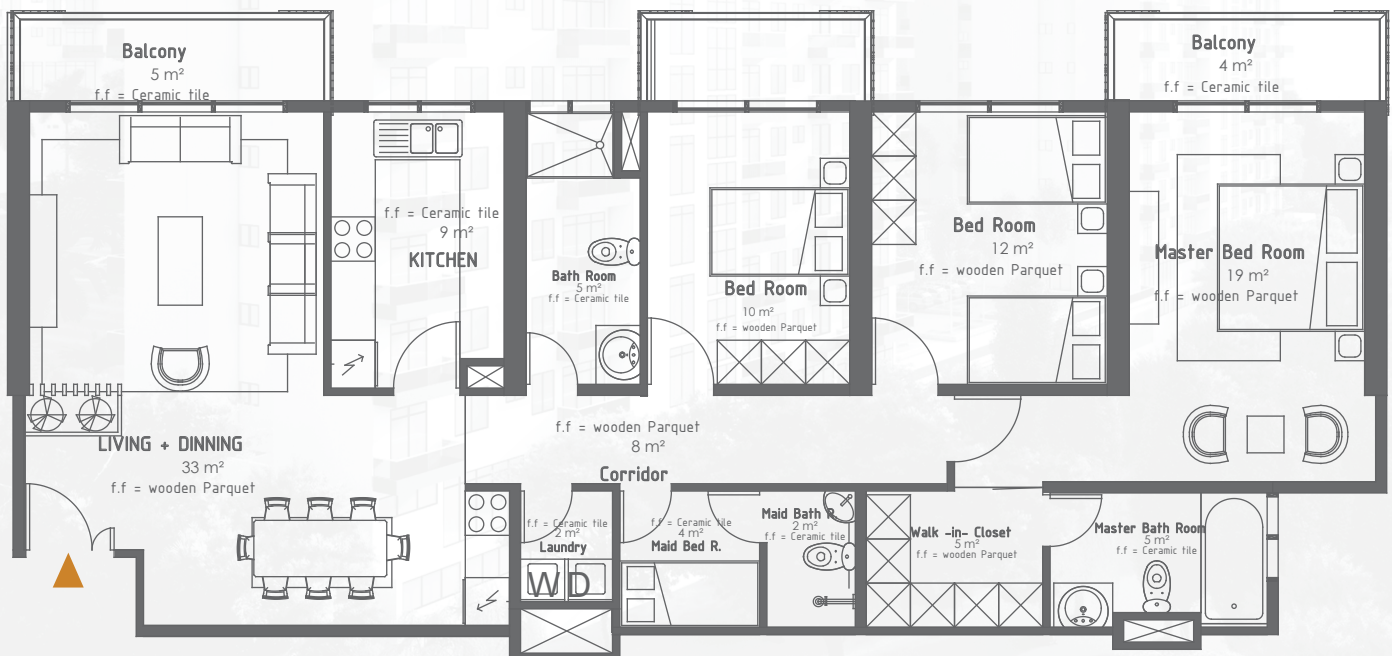 Balcony
5 m²
f.f = Ceramic tile
Balcony
4 m²
f.f = Ceramic tile
f.f = Ceramic tile
9 m²
KITCHEN
Bath Room
5 m²
f.f = Ceramic tile
Bed Room
10 m²
f.f = wooden Parquet
Bed Room
12 m²
f.f = wooden Parquet
Master Bed Room
19 m²
f.f = wooden Parquet
LIVING + DINNING
33 m²
f.f = wooden Parquet
f.f = wooden Parquet
8 m²
Corridor
f.f = Ceramic tile
2 m²
Laundry
W D
f.f = Ceramic tile
4 m²
Maid Bed R.
Maid Bath R.
2 m²
f.f = Ceramic tile
Walk -in- Closet
5 m²
f.f = wooden Parquet
Master Bath Room
5 m²
f.f = Ceramic tile